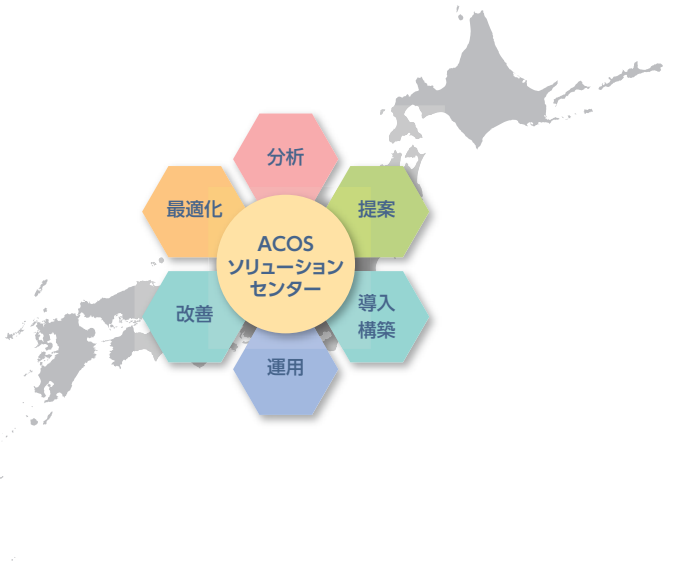 分析
最適化
提案
ACOS
ソリューション
センター
改善
導入
構築
運用